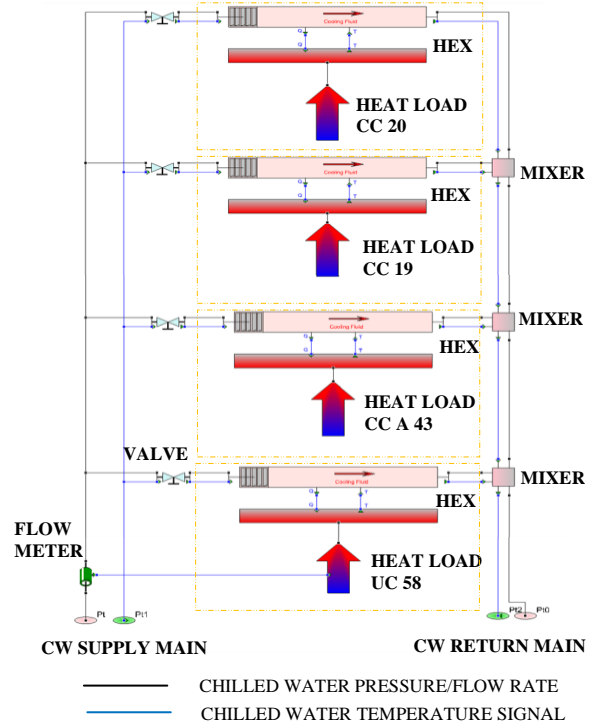 Cooling Fluid
Q T
HEX
HEAT LOAD
CC 20
Cooling Fluid
MIXER
Q T
HEX
HEAT LOAD
CC 19
Cooling Fluid
MIXER
Q T
HEX
HEAT LOAD
CC A 43
VALVE
Cooling Fluid
MIXER
Q T
HEX
FLOW
METER
HEAT LOAD
UC 58
Pt Pt1 Pt2 Pt0
CW SUPPLY MAIN CW RETURN MAIN
CHILLED WATER PRESSURE/FLOW RATE
CHILLED WATER TEMPERATURE SIGNAL